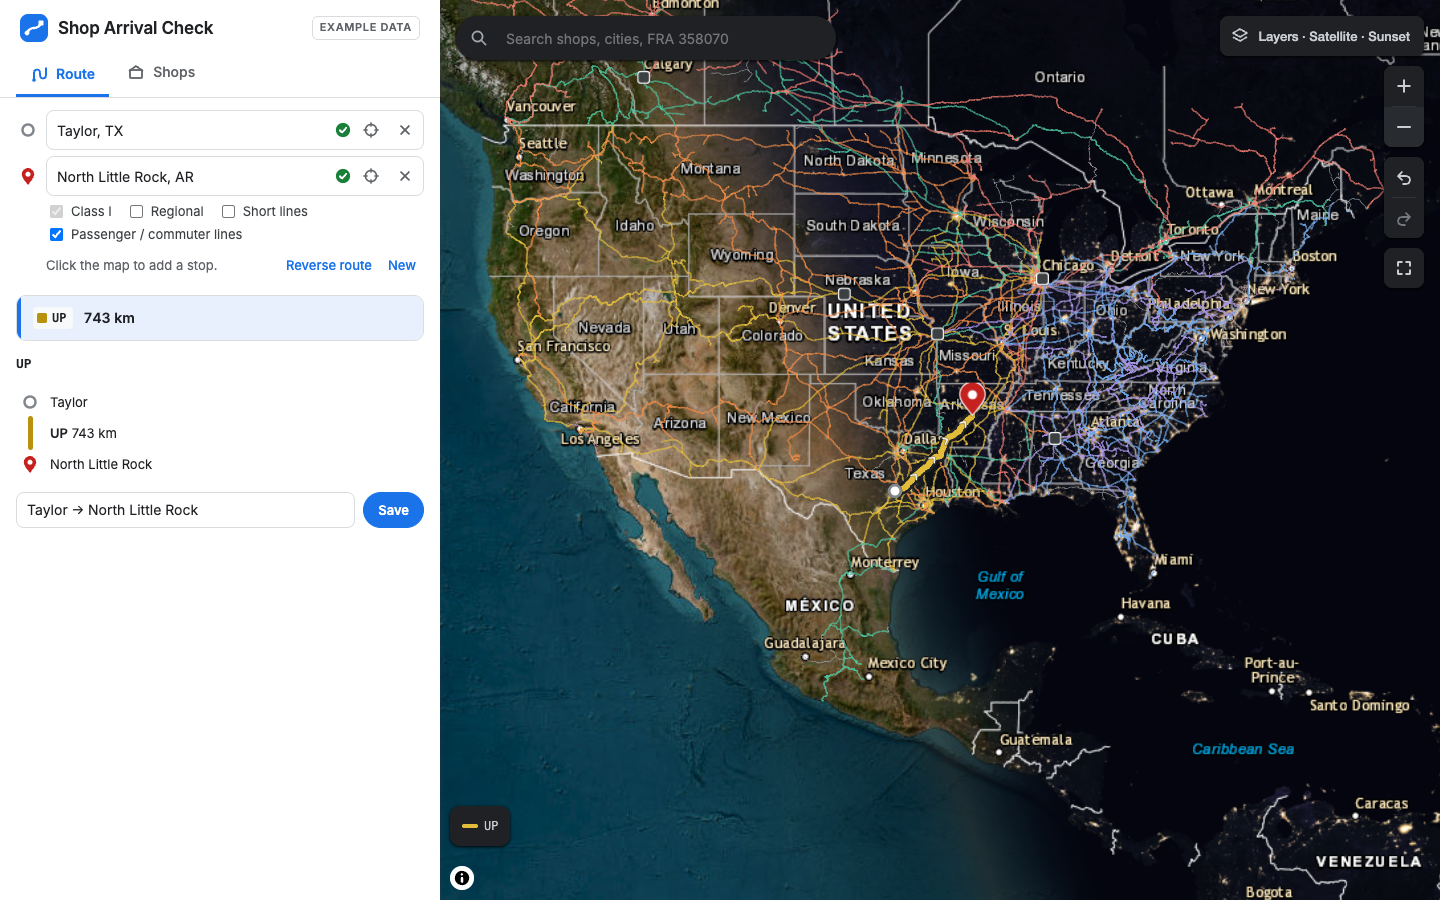 Shop Arrival Check
EXAMPLE DATA
Route
Shops
Taylor, TX
North Little Rock, AR
Class I
Regional
Short lines
Passenger / commuter lines
Click the map to add a stop.
Reverse route
New
UP
743 km
UP
Taylor
UP 743 km
North Little Rock
Taylor → North Little Rock
Save
Search shops, cities, FRA 358070
Layers · Satellite · Sunset
Edmonton
Calgary
Ontario
Vancouver
Seattle
Washington
Montana
North Dakota
Minnesota
Ottawa
Montréal
Maine
Oregon
Idaho
South Dakota
Wisconsin
Toronto
Wyoming
Iowa
Chicago
Detroit
New York
Boston
Nebraska
New York
Denver
UNITED
STATES
Illinois
Ohio
Philadelphia
Nevada
Utah
Colorado
St. Louis
Washington
San Francisco
Kansas
Missouri
Kentucky
Virginia
California
Arizona
New Mexico
Oklahoma
Arkansas
Tennessee
North
Carolina
Los Angeles
Dallas
Atlanta
Texas
Georgia
Houston
Monterrey
Gulf of
Mexico
Miami
MÉXICO
Havana
CUBA
Guadalajara
Mexico City
Port-au-
Prince
Santo Domingo
Guatemala
Caribbean Sea
Caracas
UP
VENEZUELA
Bogota